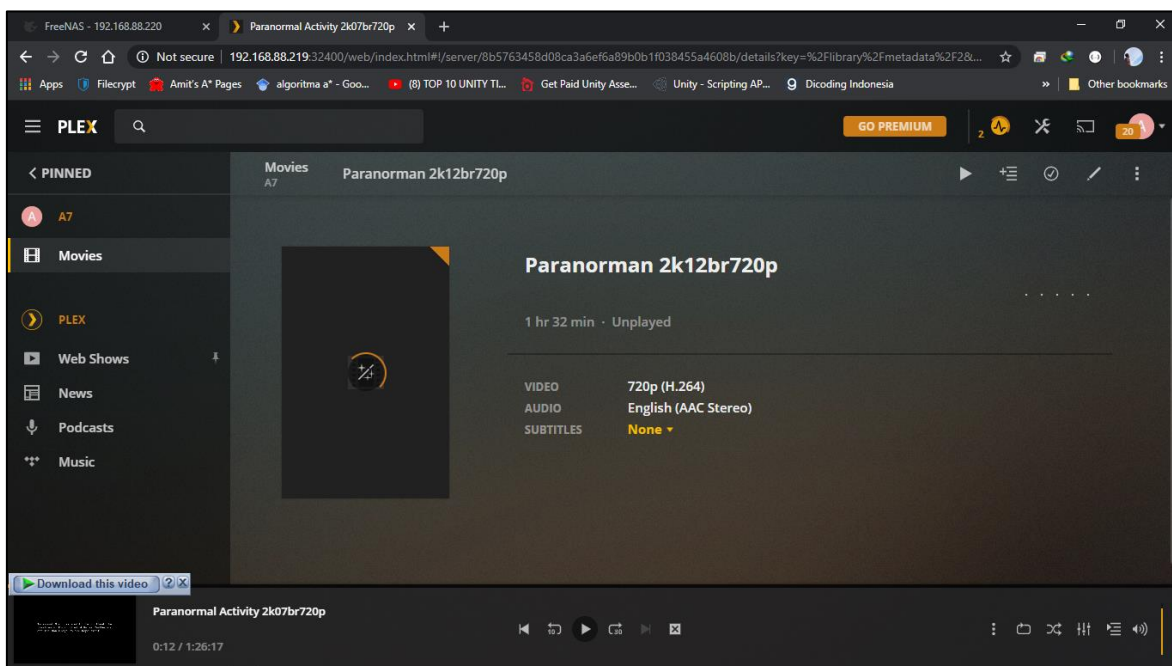 FreeNAS - 192.168.88.220
Paranormal Activity 2k07br720p
Not secure | 192.168.88.219:32400/web/index.html#!/server/8b5763458d08ca3a6ef6a89b0b1f038455a4608b/details?key=%2Flibrary%2Fmetadata%2F28&...
Apps Filecrypt Amit's A* Pages algoritma a* - Goo... (8) TOP 10 UNITY TI... Get Paid Unity Asse... Unity - Scripting AP... Dicoding Indonesia » Other bookmarks
PLEX GO PREMIUM 2 20
PINNED
Movies
A7
Paranorman 2k12br720p
A A7
Movies
PLEX
Web Shows
News
Podcasts
Music
Paranorman 2k12br720p
1 hr 32 min · Unplayed
VIDEO 720p (H.264)
AUDIO English (AAC Stereo)
SUBTITLES None
Download this video ? X
Paranormal Activity 2k07br720p
0:12 / 1:26:17
10 30